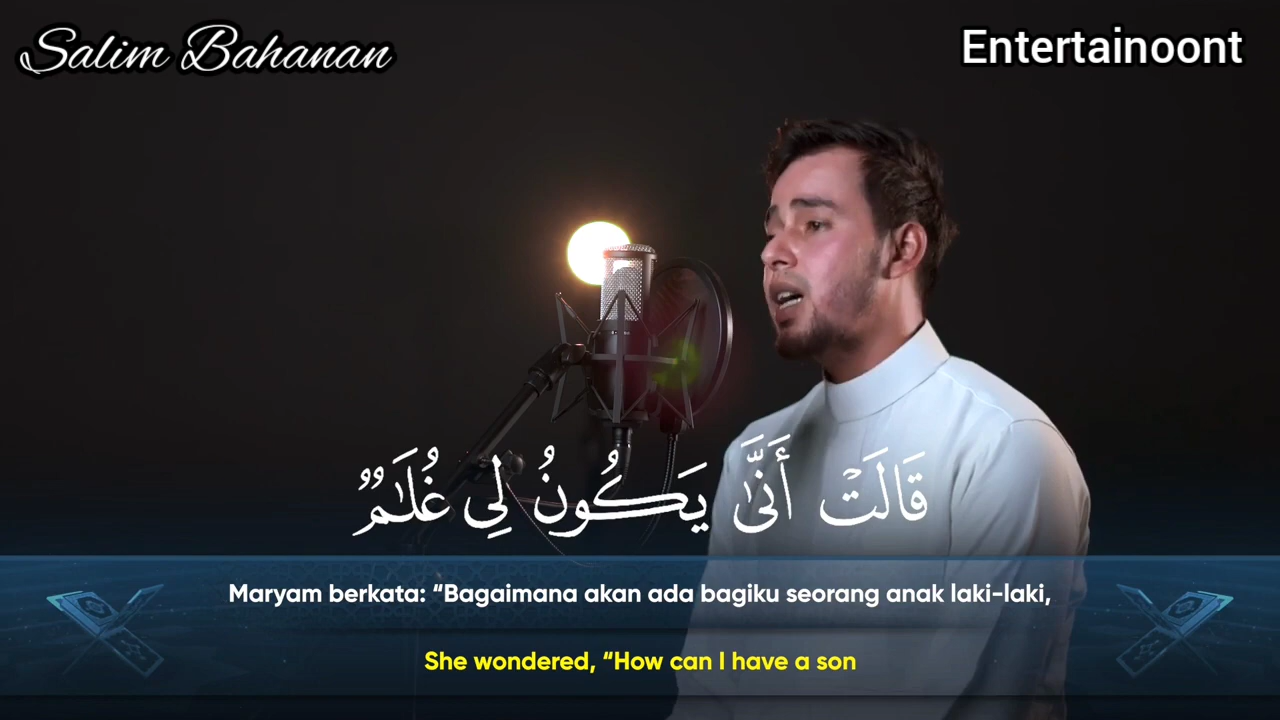 Salim Bahanan
Entertainoont
قَالَتْ أَنَّىٰ يَكُونُ لِي غُلَـٰمٌ
Maryam berkata: “Bagaimana akan ada bagiku seorang anak laki-laki,
She wondered, “How can I have a son